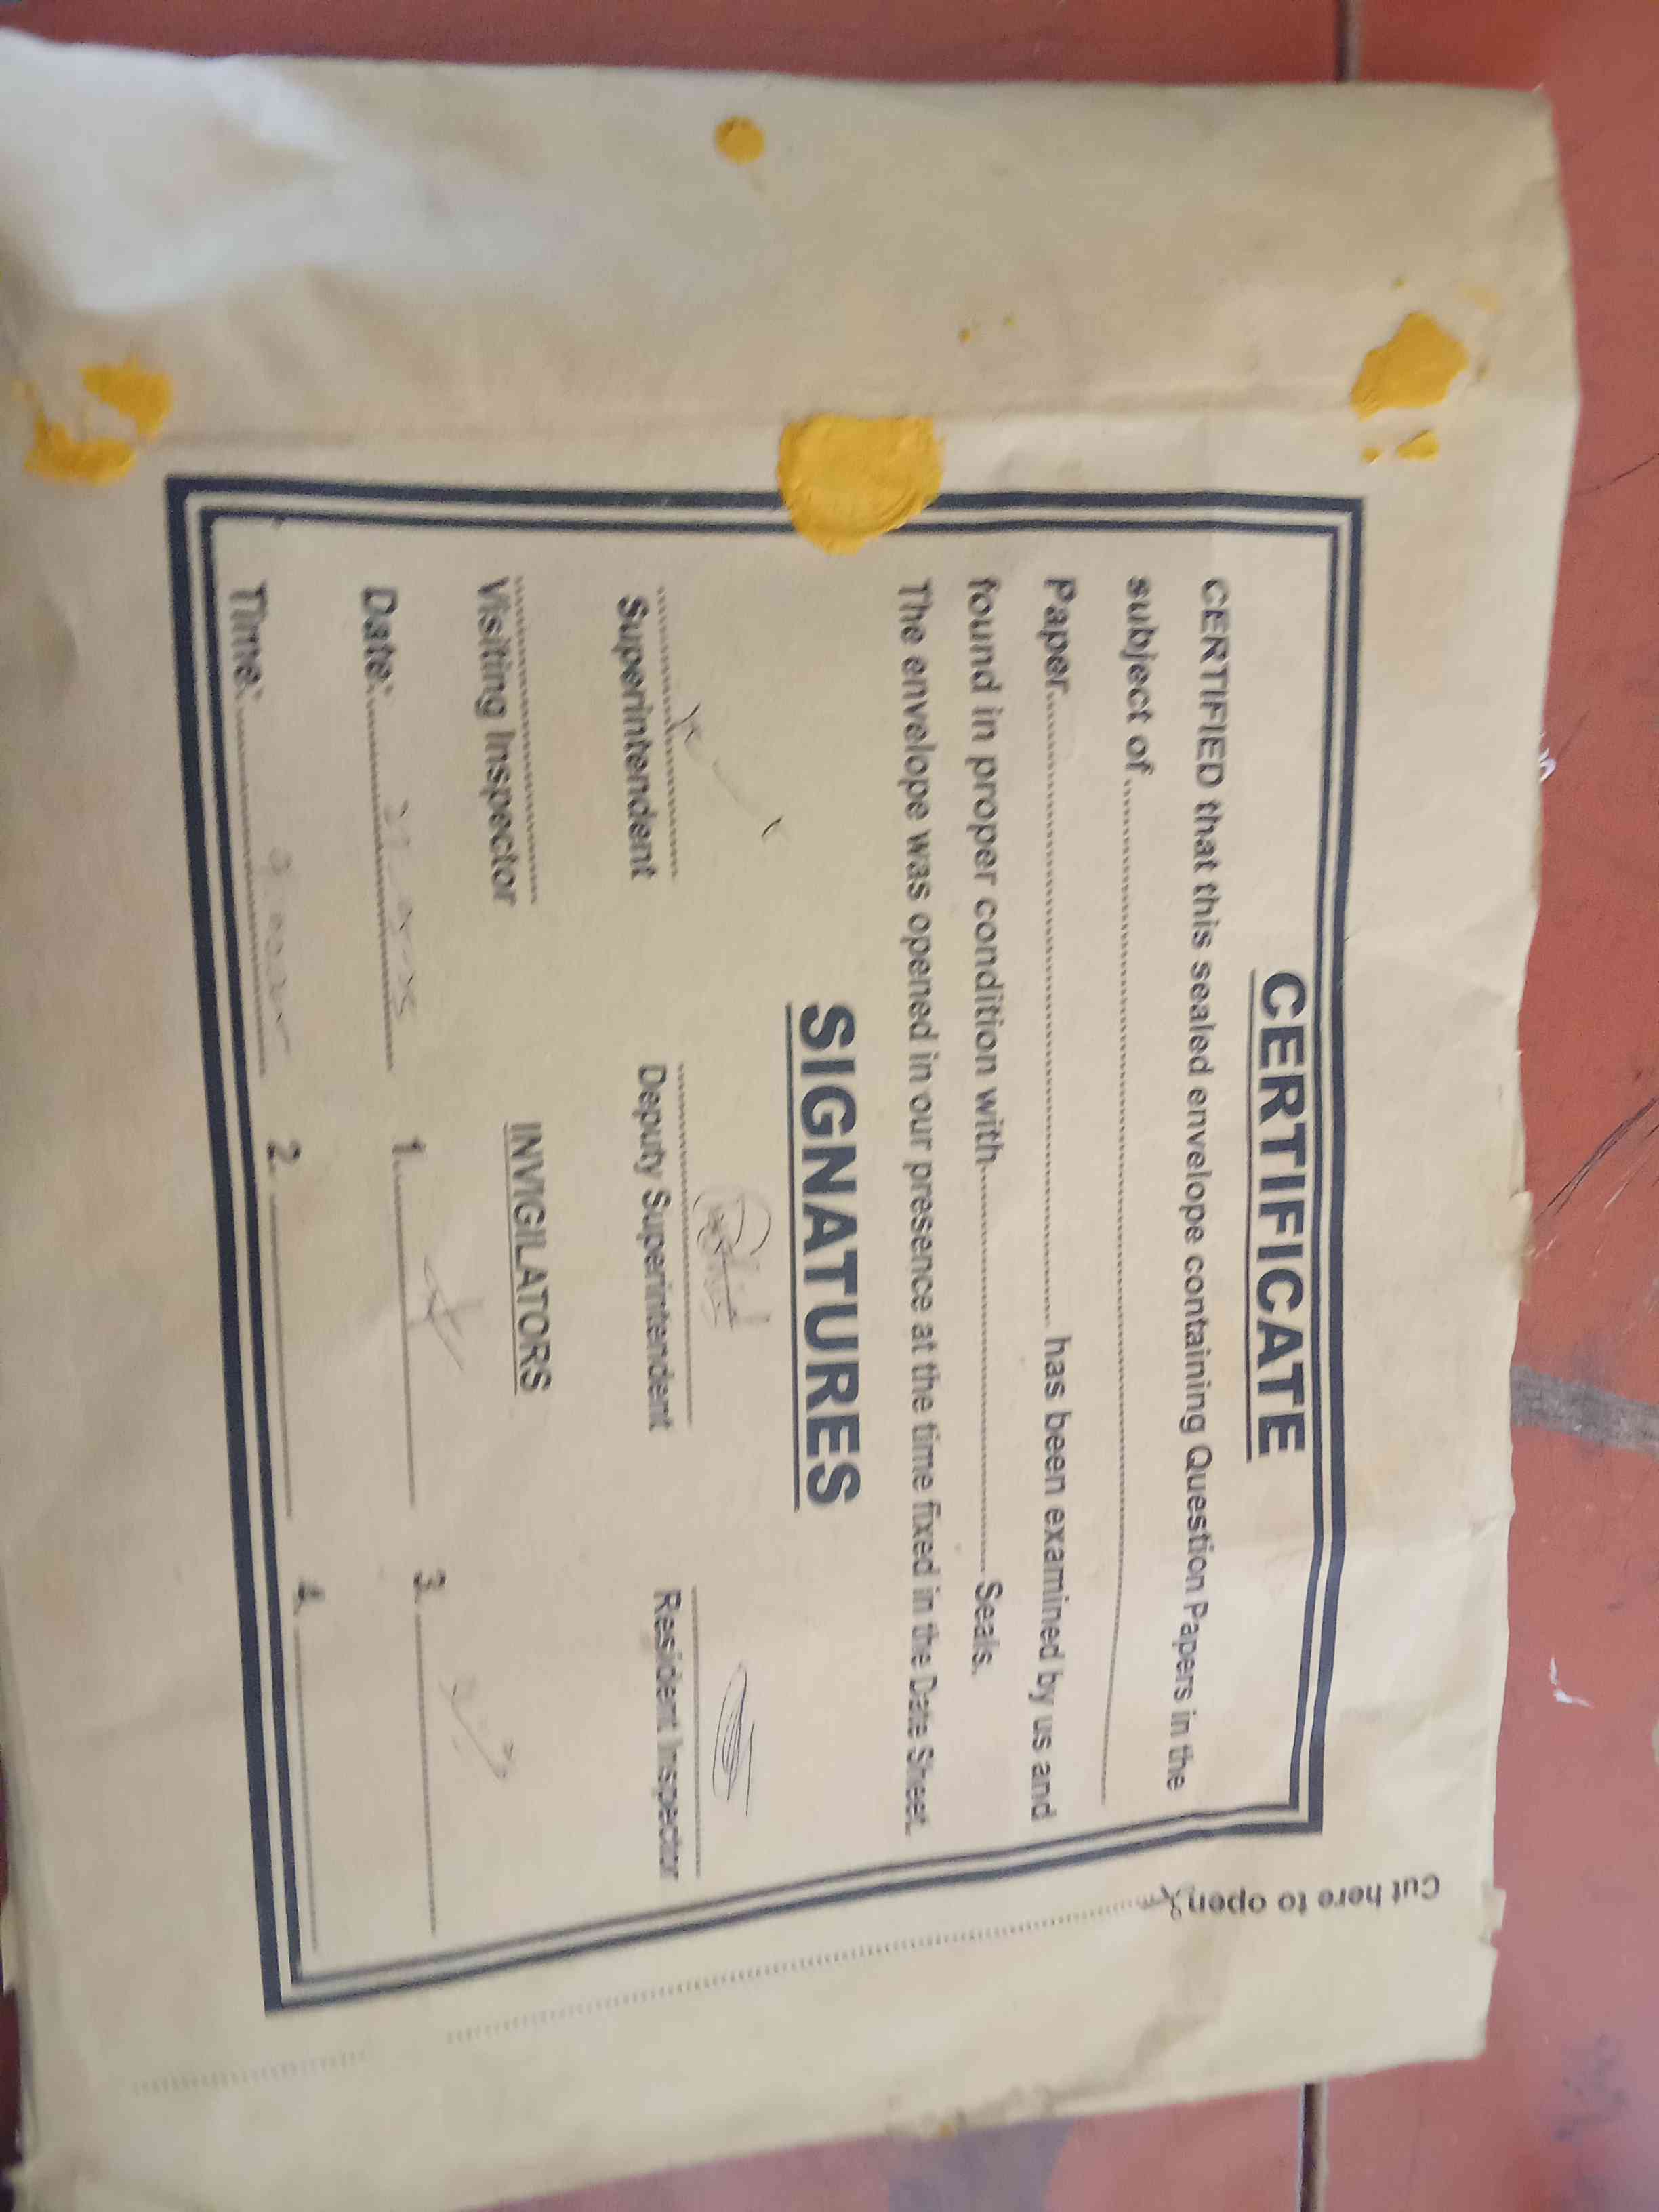 CERTIFICATE
CERTIFIED that this sealed envelope containing Question Papers in the
subject of
Paper has been examined by us and
found in proper condition with Seals.
The envelope was opened in our presence at the time fixed in the Date Sheet.
SIGNATURES
Superintendent Deputy Superintendent Resident Inspector
Visiting Inspector
INVIGILATORS
Date: 1. 3.
Time: 2. 4.
Cut here to open